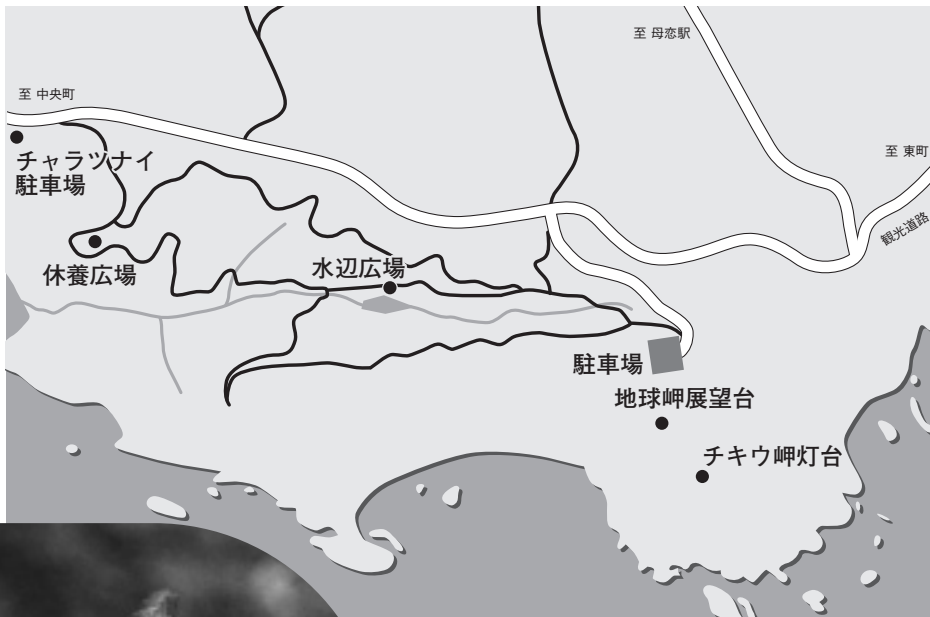 至 母恋駅
至 中央町
至 東町
チャラツナイ
駐車場
観光道路
休養広場
水辺広場
駐車場
地球岬展望台
チキウ岬灯台